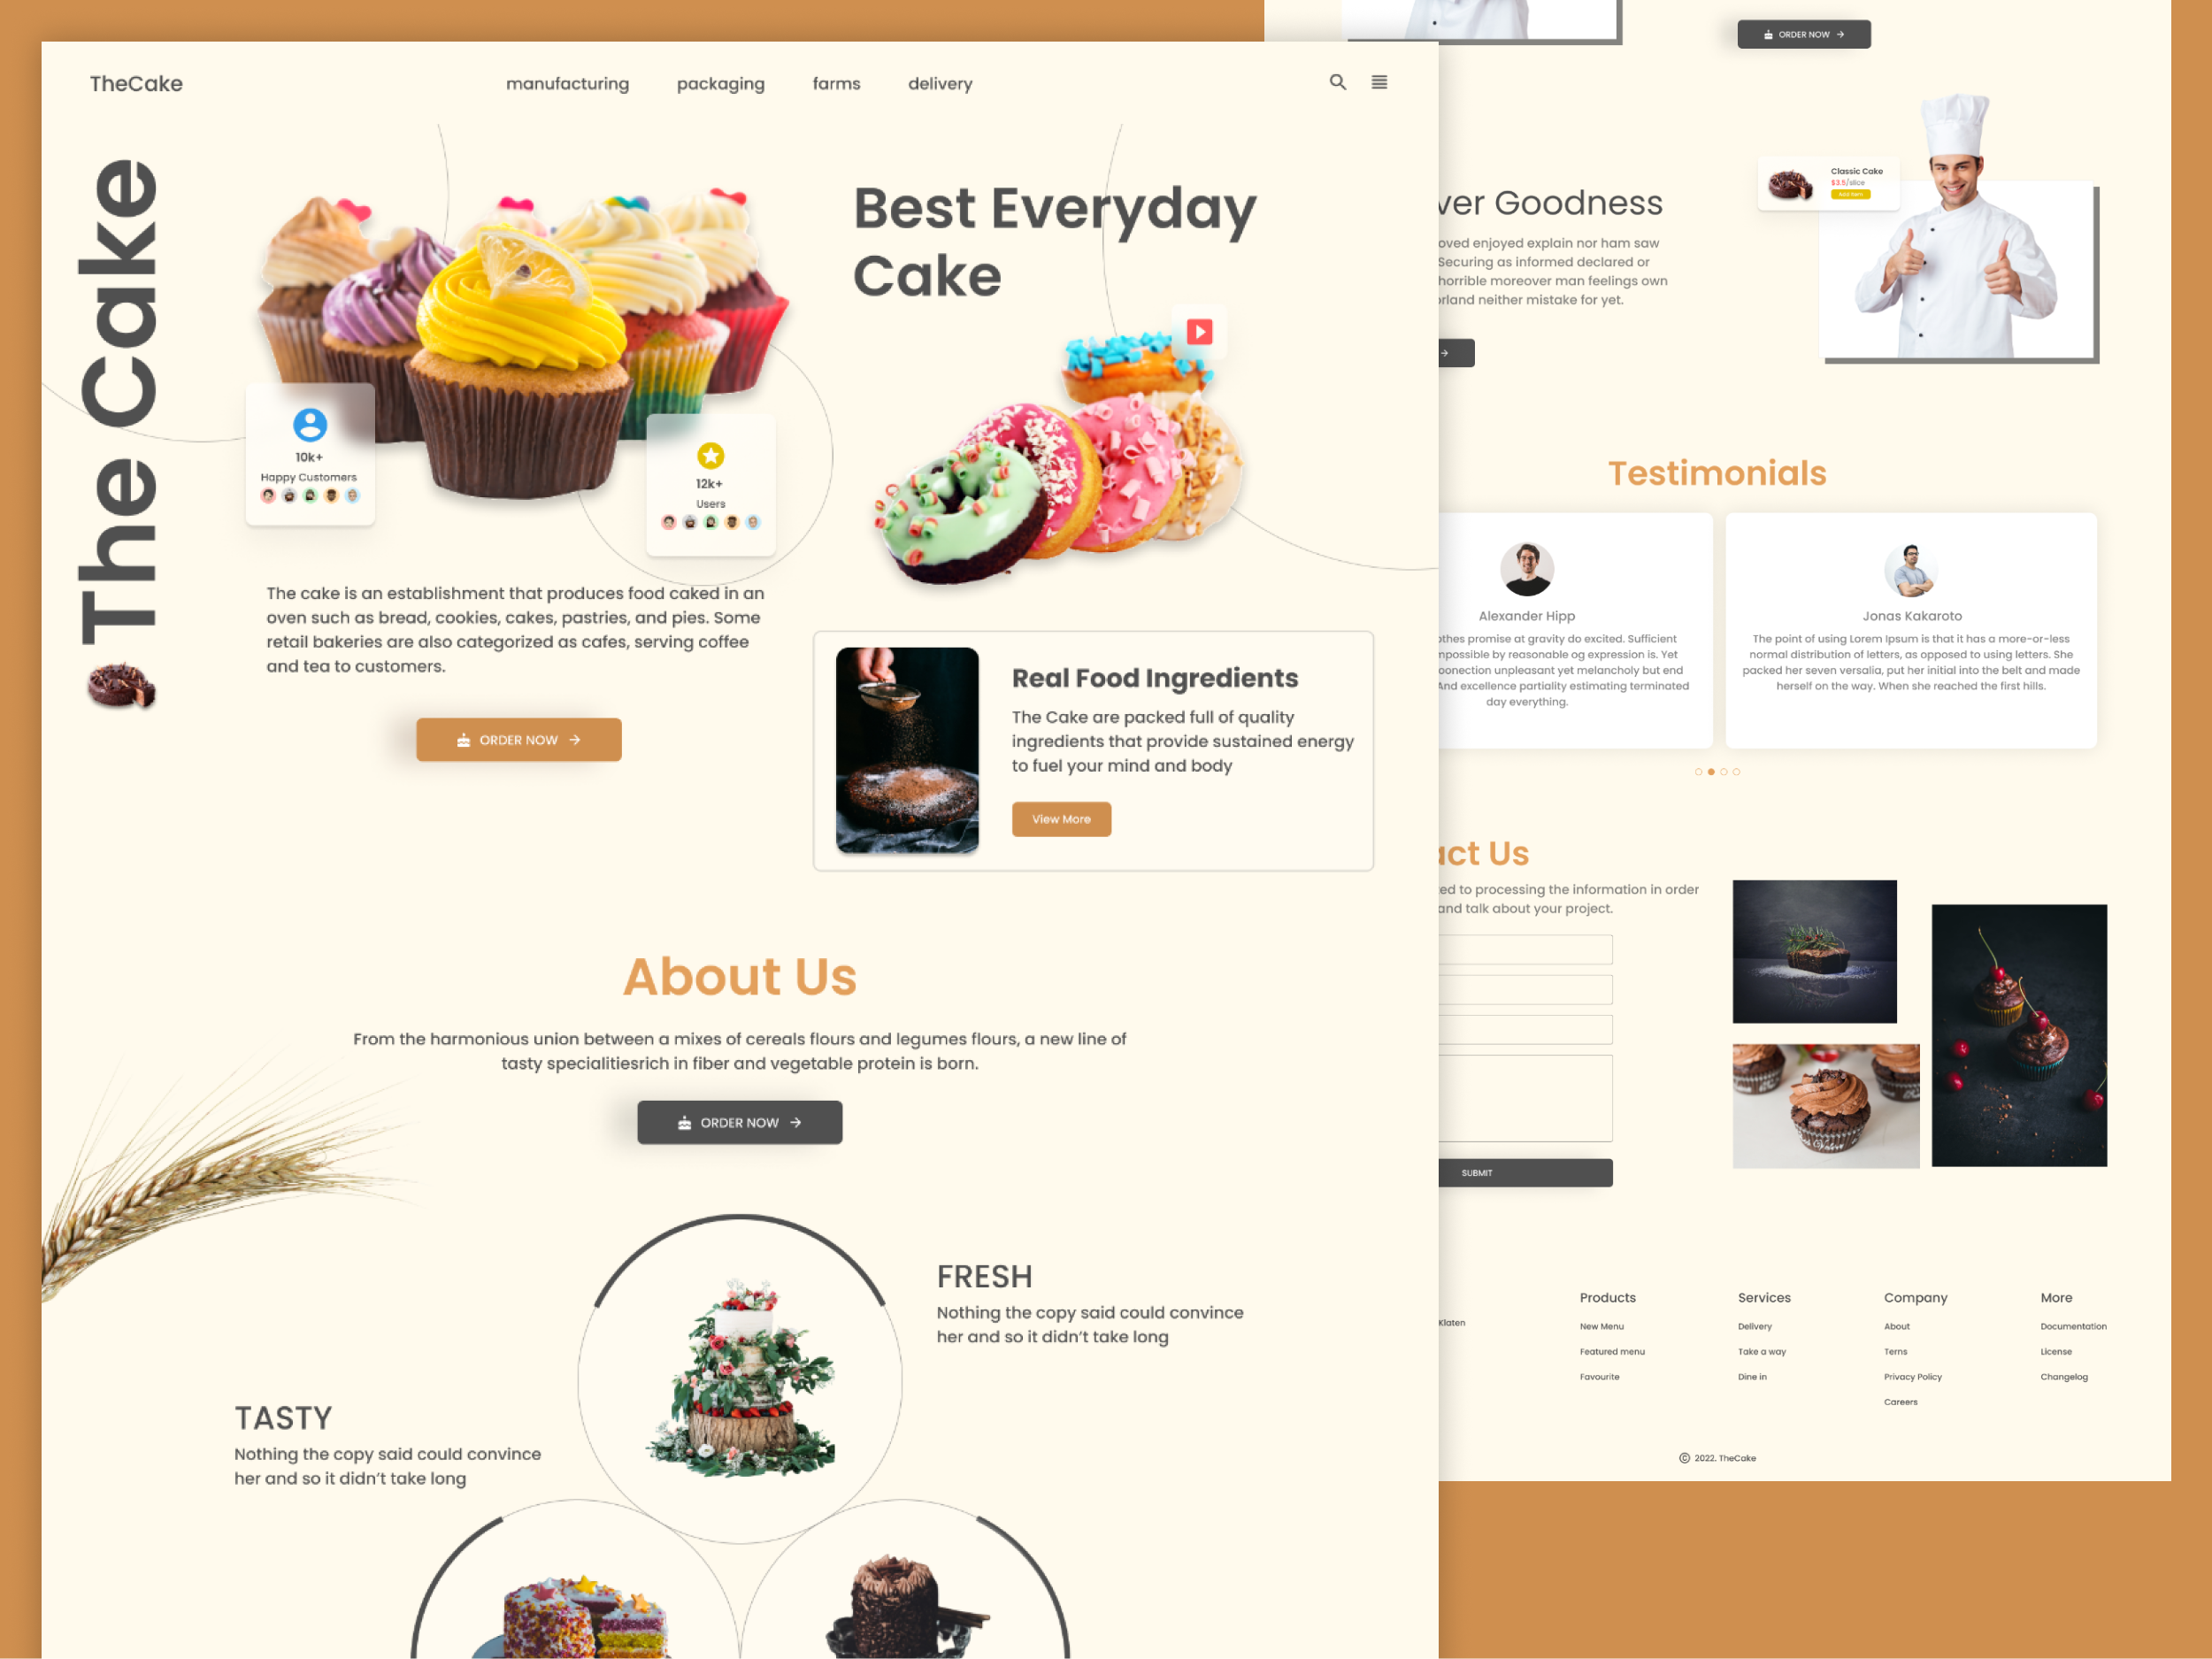 TheCake
manufacturing
packaging
farms
delivery
The Cake
Best Everyday
Cake
10k+
Happy Customers
12k+
Users
The cake is an establishment that produces food caked in an
oven such as bread, cookies, cakes, pastries, and pies. Some
retail bakeries are also categorized as cafes, serving coffee
and tea to customers.
ORDER NOW
Real Food Ingredients
The Cake are packed full of quality
ingredients that provide sustained energy
to fuel your mind and body
View More
About Us
From the harmonious union between a mixes of cereals flours and legumes flours, a new line of
tasty specialitiesrich in fiber and vegetable protein is born.
ORDER NOW
FRESH
Nothing the copy said could convince
her and so it didn't take long
TASTY
Nothing the copy said could convince
her and so it didn't take long
ORDER NOW
Classic Cake
$3.5/slice
ver Goodness
oved enjoyed explain nor ham saw
Securing as informed declared or
horrible moreover man feelings own
rland neither mistake for yet.
Testimonials
Alexander Hipp
othes promise at gravity do excited. Sufficient
mpossible by reasonable og expression is. Yet
oonection unpleasant yet melancholy but end
And excellence partiality estimating terminated
day everything.
Jonas Kakaroto
The point of using Lorem Ipsum is that it has a more-or-less
normal distribution of letters, as opposed to using letters. She
packed her seven versalia, put her initial into the belt and made
herself on the way. When she reached the first hills.
act Us
ed to processing the information in order
and talk about your project.
SUBMIT
Klaten
Products
New Menu
Featured menu
Favourite
Services
Delivery
Take a way
Dine in
Company
About
Terns
Privacy Policy
Careers
More
Documentation
License
Changelog
© 2022. TheCake